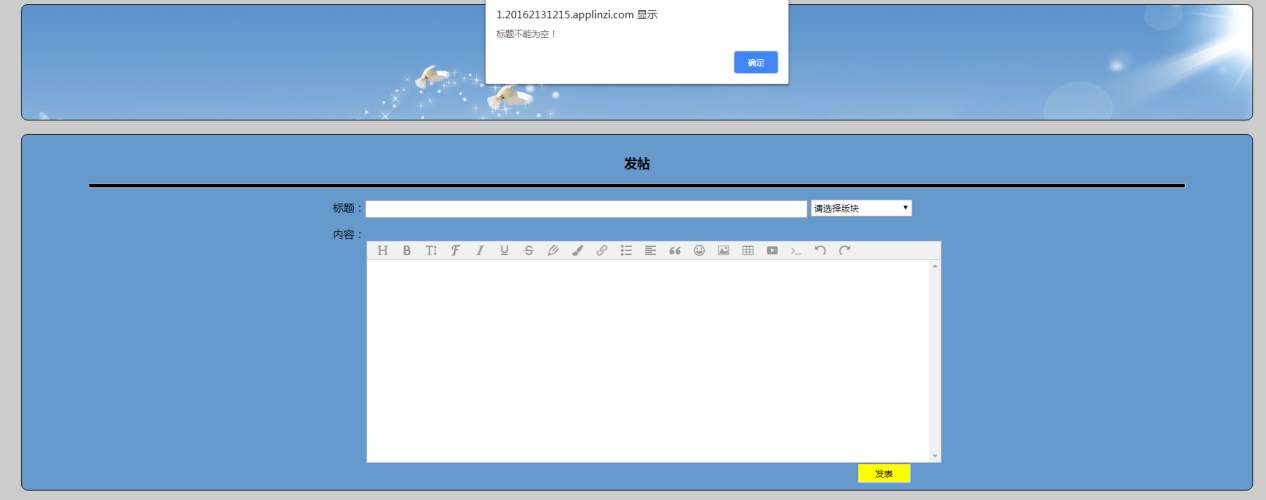 1.20162131215.applinzi.com 显示
标题不能为空！
确定
发帖
标题： 请选择版块
内容：
发表